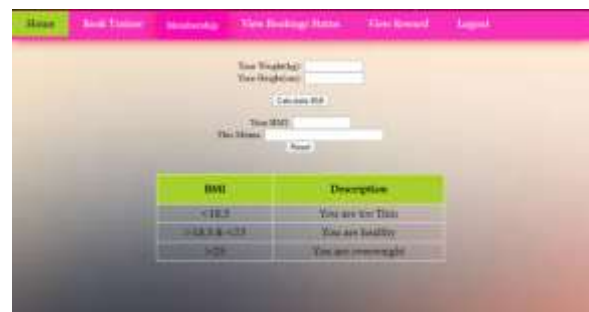 Home Book Trainer Membership View Bookings Status View Reward Logout
Your Weight(kg):
Your Height(cm):
Calculate BMI
Your BMI:
This Means:
Reset
BMI Description
<18.5 You are too Thin
>18.5 & <25 You are healthy
>25 You are overweight